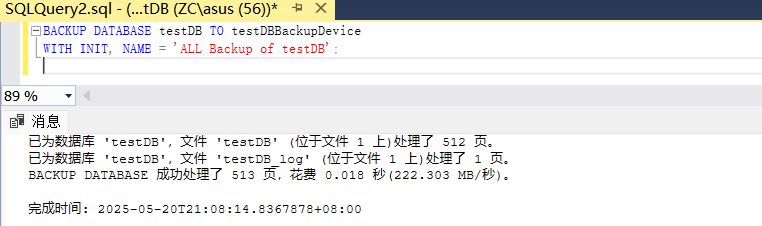 SQLQuery2.sql - (...tDB (ZC\asus (56))*
BACKUP DATABASE testDB TO testDBBackupDevice
WITH INIT, NAME = 'ALL Backup of testDB';
89 %
消息
已为数据库 'testDB'，文件 'testDB' (位于文件 1 上)处理了 512 页。
已为数据库 'testDB'，文件 'testDB_log' (位于文件 1 上)处理了 1 页。
BACKUP DATABASE 成功处理了 513 页，花费 0.018 秒(222.303 MB/秒)。
完成时间: 2025-05-20T21:08:14.8367878+08:00